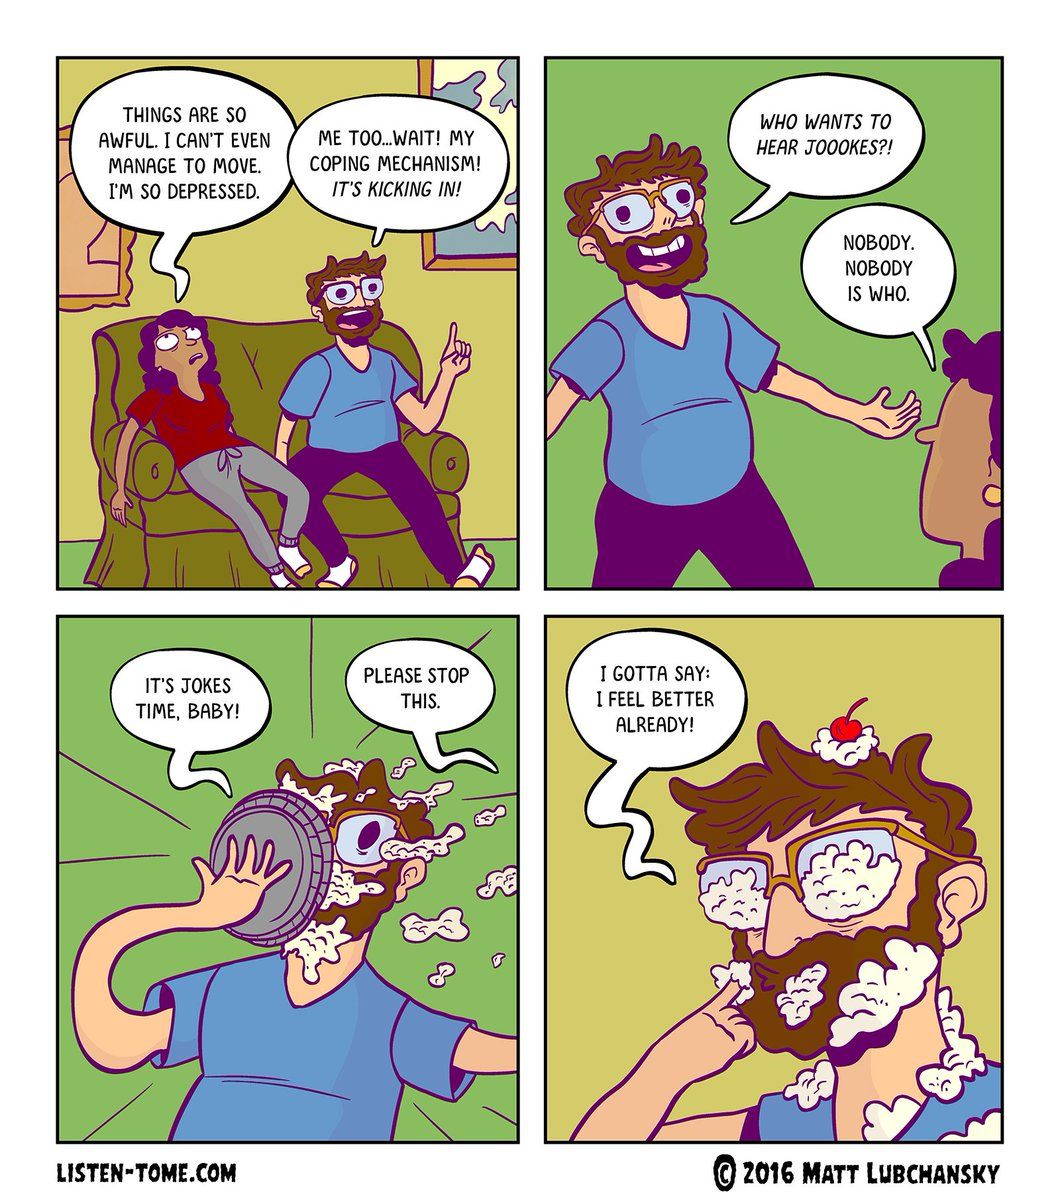 THINGS ARE SO
AWFUL. I CAN'T EVEN
MANAGE TO MOVE.
I'M SO DEPRESSED.
ME TOO...WAIT! MY
COPING MECHANISM!
IT'S KICKING IN!
WHO WANTS TO
HEAR JOOOKES?!
NOBODY.
NOBODY
IS WHO.
IT'S JOKES
TIME, BABY!
PLEASE STOP
THIS.
I GOTTA SAY:
I FEEL BETTER
ALREADY!
LISTEN-TOME.COM
© 2016 MATT LUBCHANSKY